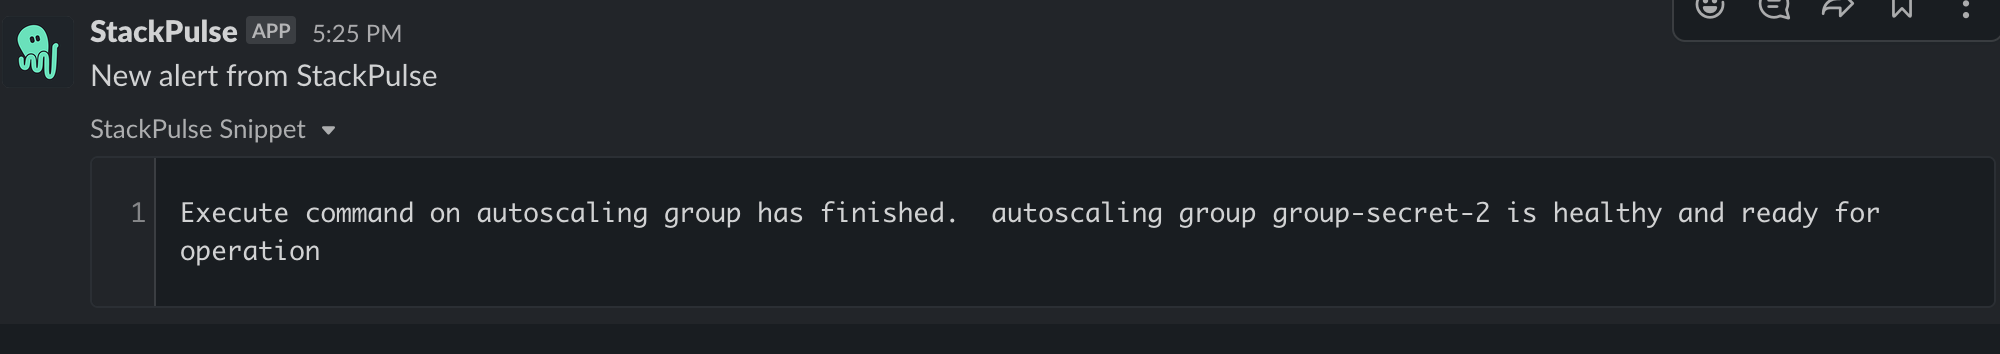 StackPulse APP 5:25 PM
New alert from StackPulse
StackPulse Snippet
1 Execute command on autoscaling group has finished.  autoscaling group group-secret-2 is healthy and ready for
operation